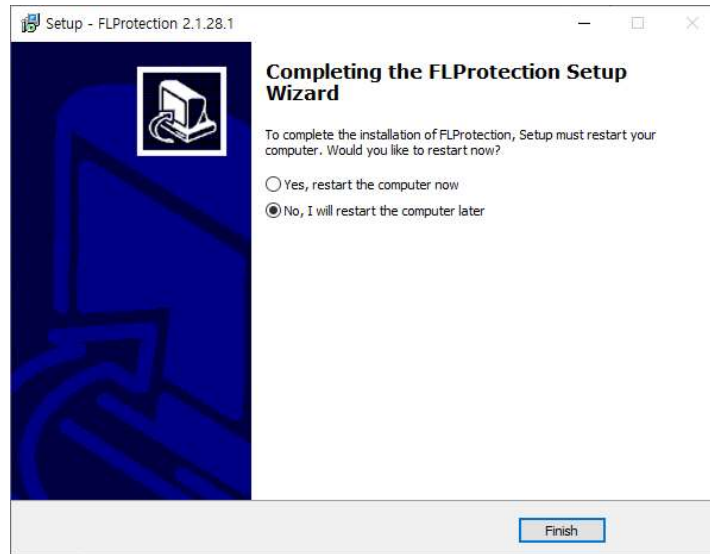 Setup - FLProtection 2.1.28.1
Completing the FLProtection Setup
Wizard
To complete the installation of FLProtection, Setup must restart your
computer. Would you like to restart now?
Yes, restart the computer now
No, I will restart the computer later
Finish